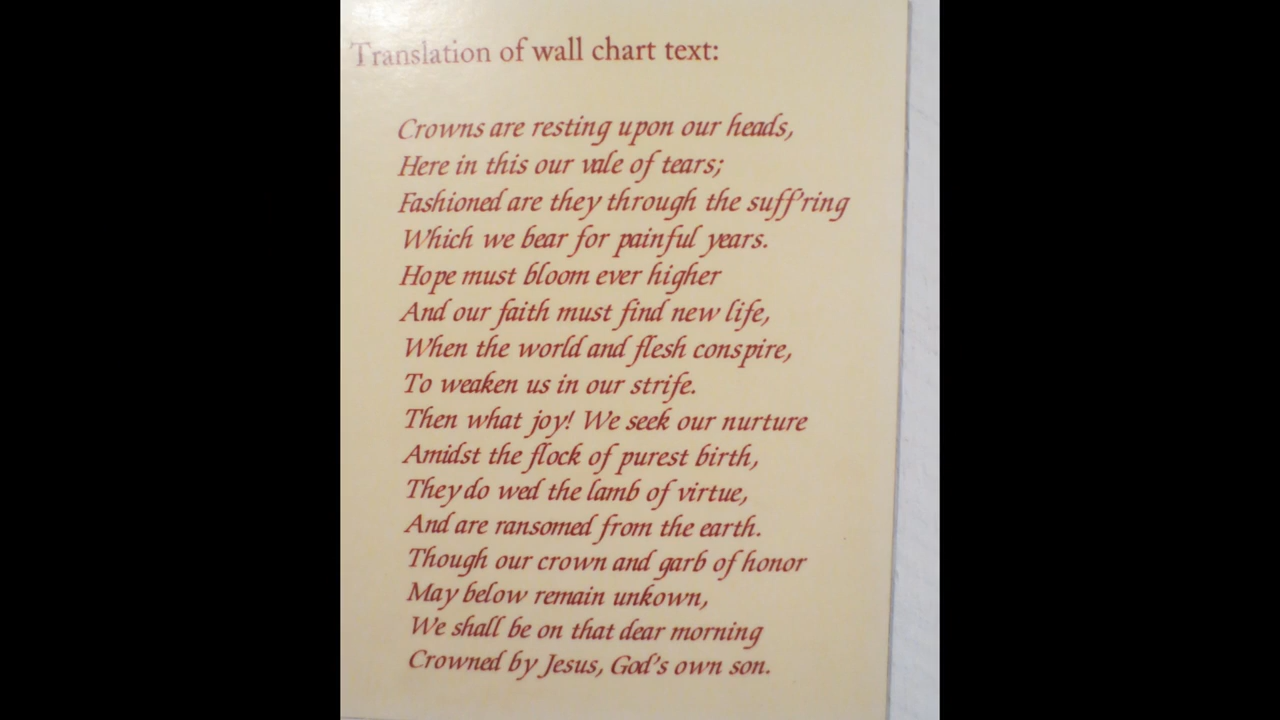 Translation of wall chart text:
Crowns are resting upon our heads,
Here in this our vale of tears;
Fashioned are they through the suff'ring
Which we bear for painful years.
Hope must bloom ever higher
And our faith must find new life,
When the world and flesh conspire,
To weaken us in our strife.
Then what joy! We seek our nurture
Amidst the flock of purest birth,
They do wed the lamb of virtue,
And are ransomed from the earth.
Though our crown and garb of honor
May below remain unkown,
We shall be on that dear morning
Crowned by Jesus, God's own son.